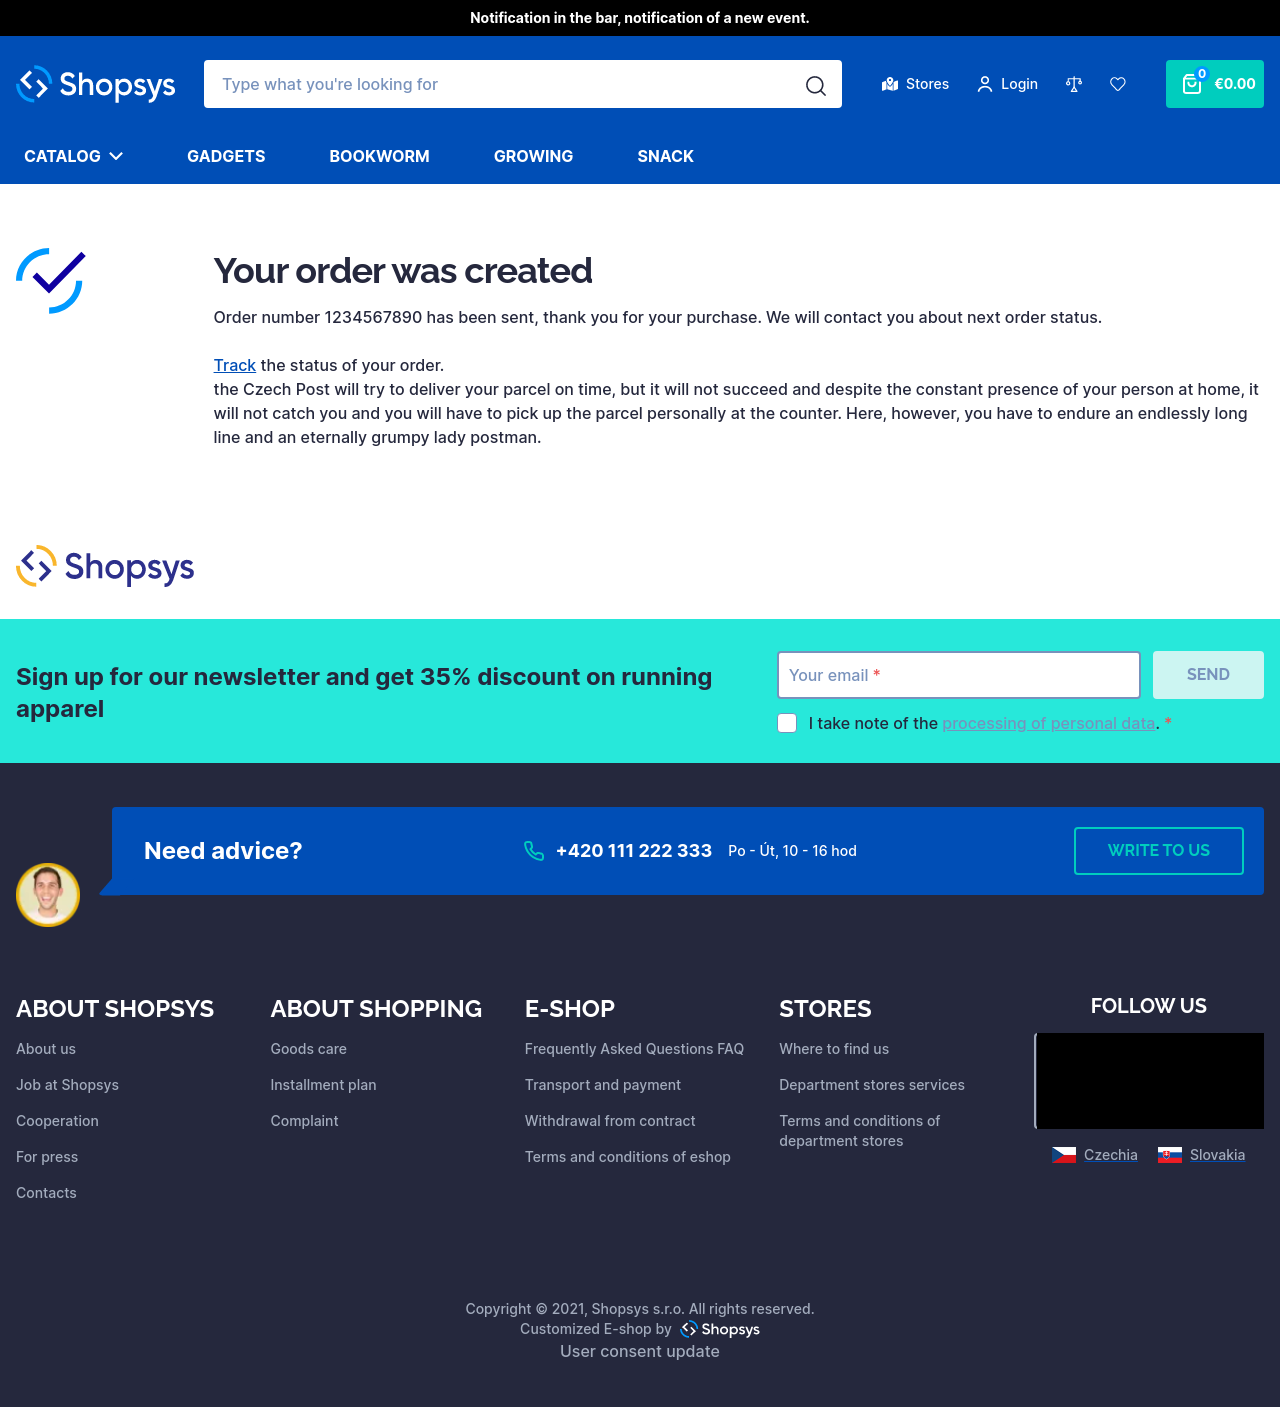 Notification in the bar, notification of a new event.
Shopsys
Type what you're looking for
Stores
Login
0
€0.00
CATALOG
GADGETS
BOOKWORM
GROWING
SNACK
Your order was created
Order number 1234567890 has been sent, thank you for your purchase. We will contact you about next order status.
Track the status of your order.
the Czech Post will try to deliver your parcel on time, but it will not succeed and despite the constant presence of your person at home, it
will not catch you and you will have to pick up the parcel personally at the counter. Here, however, you have to endure an endlessly long
line and an eternally grumpy lady postman.
Shopsys
Sign up for our newsletter and get 35% discount on running
apparel
Your email *
SEND
I take note of the processing of personal data. *
Need advice?
+420 111 222 333
Po - Út, 10 - 16 hod
WRITE TO US
ABOUT SHOPSYS
About us
Job at Shopsys
Cooperation
For press
Contacts
ABOUT SHOPPING
Goods care
Installment plan
Complaint
E-SHOP
Frequently Asked Questions FAQ
Transport and payment
Withdrawal from contract
Terms and conditions of eshop
STORES
Where to find us
Department stores services
Terms and conditions of
department stores
FOLLOW US
Czechia
Slovakia
Copyright © 2021, Shopsys s.r.o. All rights reserved.
Customized E-shop by Shopsys
User consent update